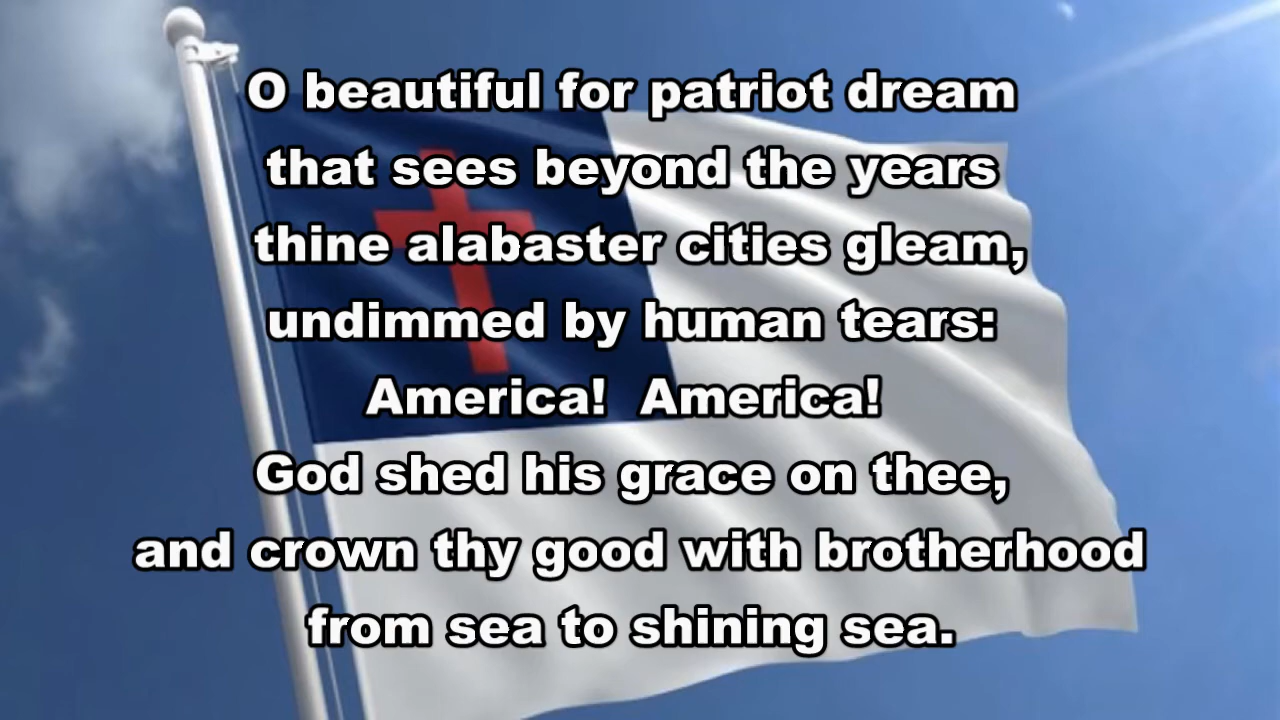 O beautiful for patriot dream
that sees beyond the years
thine alabaster cities gleam,
undimmed by human tears:
America! America!
God shed his grace on thee,
and crown thy good with brotherhood
from sea to shining sea.